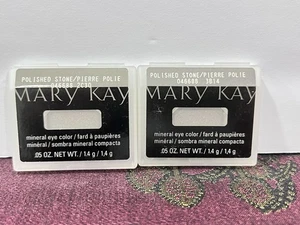 POLISHED STONE/PIERRE POLIE
MARY KAY
mineral eye color / fard à paupières
minéral / sombra mineral compacta
.05 OZ. NET WT. / 1,4 g / 1,4g
POLISHED STONE/PIERRE POLIE
MARY KAY
mineral eye color / fard à paupières
minéral / sombra mineral compacta
.05 OZ. NET WT. / 1,4 g / 1,4g